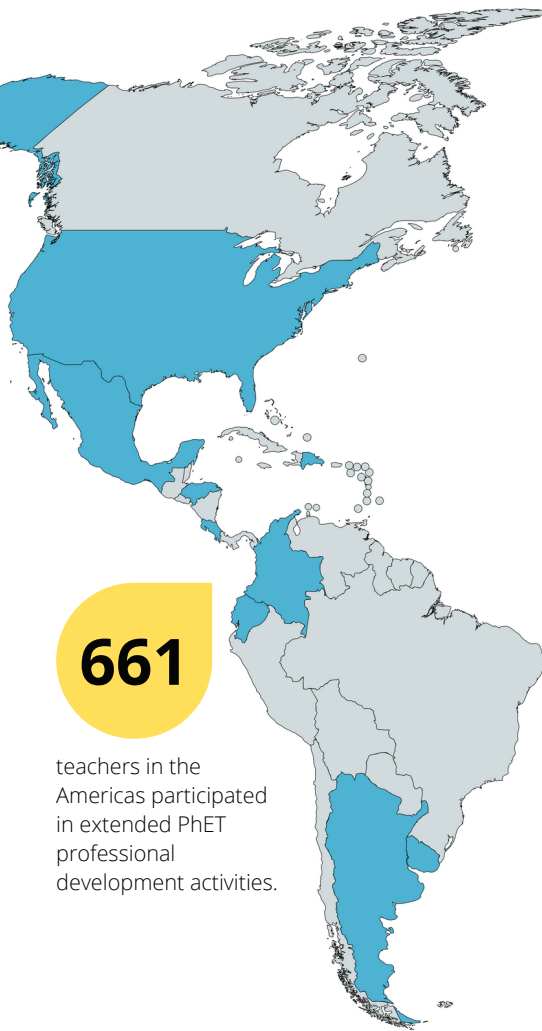 661
teachers in the
Americas participated
in extended PhET
professional
development activities.